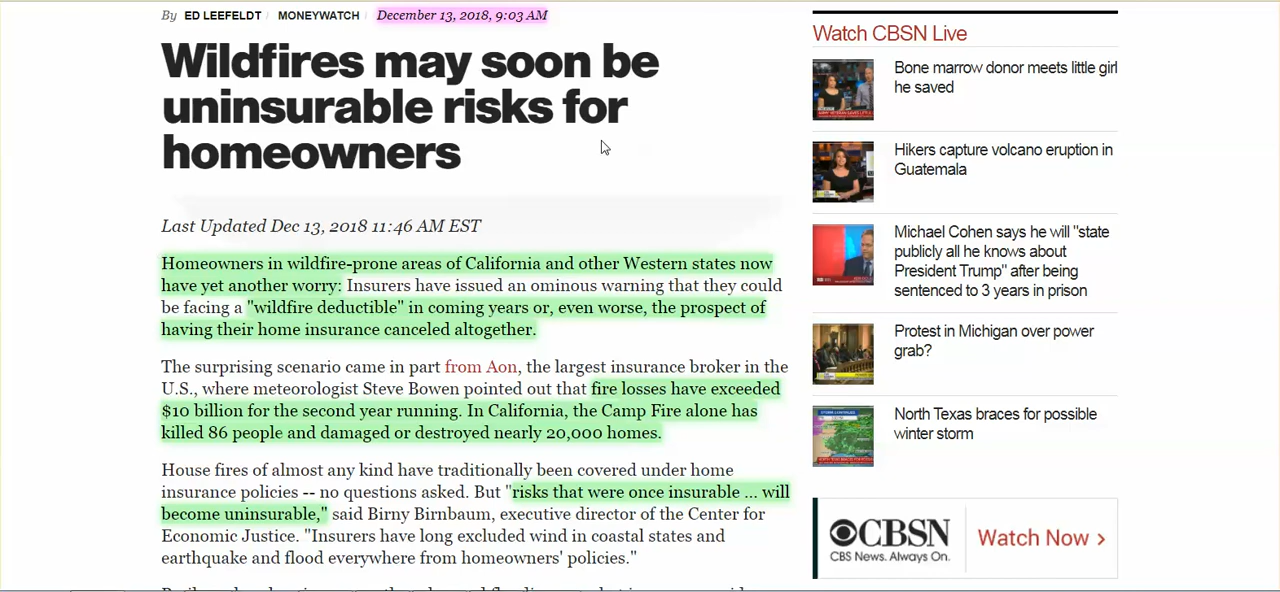 By ED LEEFELDT MONEYWATCH December 13, 2018, 9:03 AM
Wildfires may soon be
uninsurable risks for
homeowners
Last Updated Dec 13, 2018 11:46 AM EST
Homeowners in wildfire-prone areas of California and other Western states now
have yet another worry: Insurers have issued an ominous warning that they could
be facing a "wildfire deductible" in coming years or, even worse, the prospect of
having their home insurance canceled altogether.
The surprising scenario came in part from Aon, the largest insurance broker in the
U.S., where meteorologist Steve Bowen pointed out that fire losses have exceeded
$10 billion for the second year running. In California, the Camp Fire alone has
killed 86 people and damaged or destroyed nearly 20,000 homes.
House fires of almost any kind have traditionally been covered under home
insurance policies -- no questions asked. But "risks that were once insurable ... will
become uninsurable," said Birny Birnbaum, executive director of the Center for
Economic Justice. "Insurers have long excluded wind in coastal states and
earthquake and flood everywhere from homeowners' policies."
Watch CBSN Live
Bone marrow donor meets little girl
he saved
Hikers capture volcano eruption in
Guatemala
Michael Cohen says he will "state
publicly all he knows about
President Trump" after being
sentenced to 3 years in prison
Protest in Michigan over power
grab?
North Texas braces for possible
winter storm
CBSN
CBS News. Always On.
Watch Now >